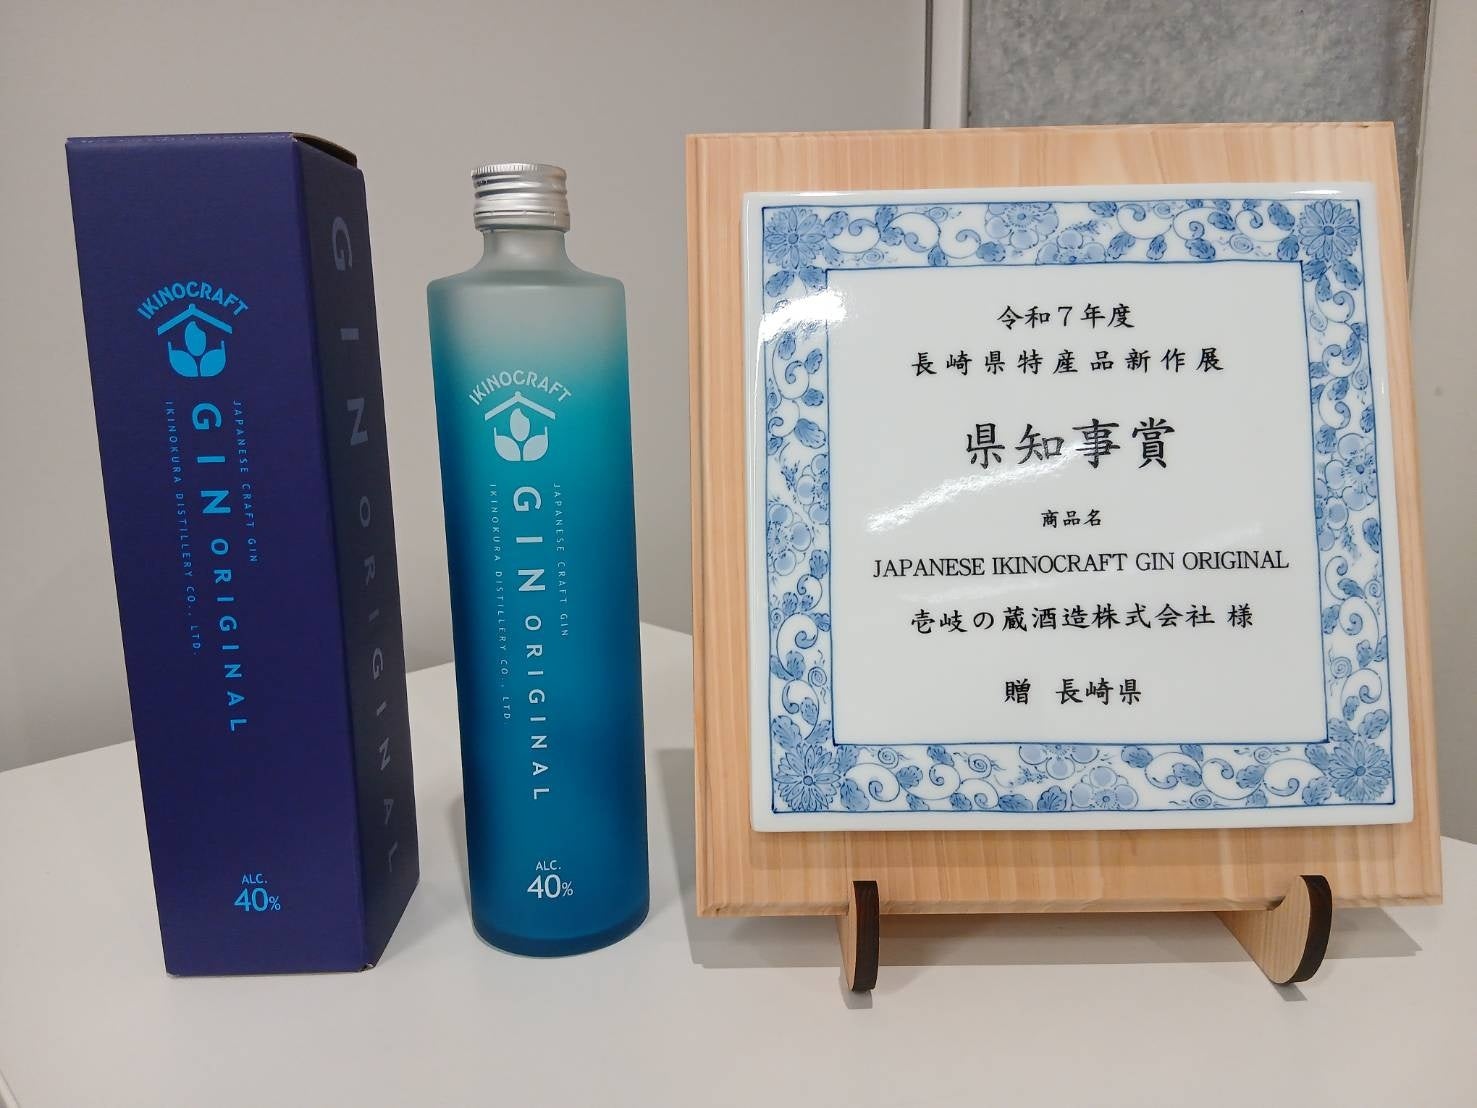 IKINOCRAFT
JAPANESE CRAFT GIN
GIN ORIGINAL
IKINOKURA DISTILLERY CO., LTD.
ALC.
40%
GIN ORIGINAL
IKINOCRAFT
JAPANESE CRAFT GIN
GIN ORIGINAL
IKINOKURA DISTILLERY CO., LTD.
ALC.
40%
令和7年度
長崎県特産品新作展
県知事賞
商品名
JAPANESE IKINOCRAFT GIN ORIGINAL
壱岐の蔵酒造株式会社 様
贈 長崎県